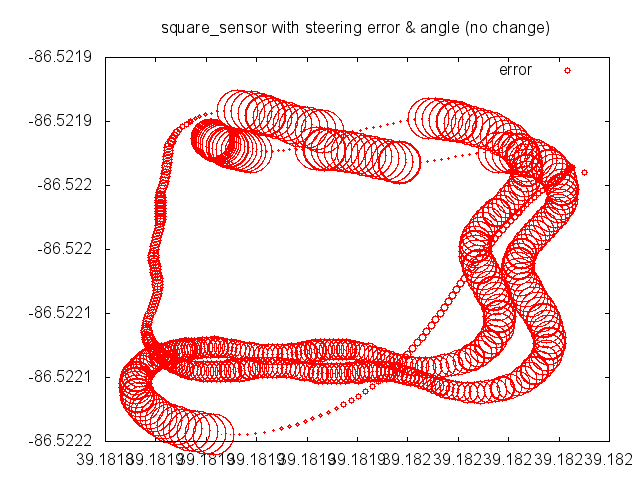 square_sensor with steering error & angle (no change)
-86.5219
error
-86.5219
-86.522
-86.522
-86.5221
-86.5221
-86.5222
39.1818 39.1819 39.1819 39.1819 39.1819 39.1819 39.182 39.182 39.182 39.182 39.182